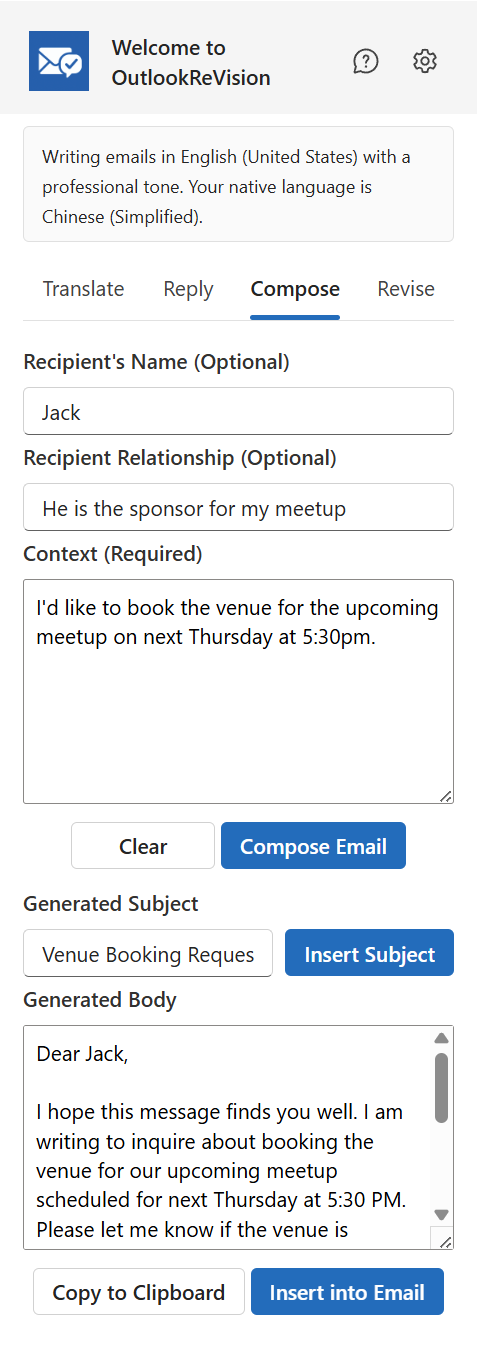 Welcome to
OutlookReVision
Writing emails in English (United States) with a
professional tone. Your native language is
Chinese (Simplified).
Translate Reply Compose Revise
Recipient's Name (Optional)
Jack
Recipient Relationship (Optional)
He is the sponsor for my meetup
Context (Required)
I'd like to book the venue for the upcoming
meetup on next Thursday at 5:30pm.
Clear Compose Email
Generated Subject
Venue Booking Reques Insert Subject
Generated Body
Dear Jack,
I hope this message finds you well. I am
writing to inquire about booking the
venue for our upcoming meetup
scheduled for next Thursday at 5:30 PM.
Please let me know if the venue is
Copy to Clipboard Insert into Email